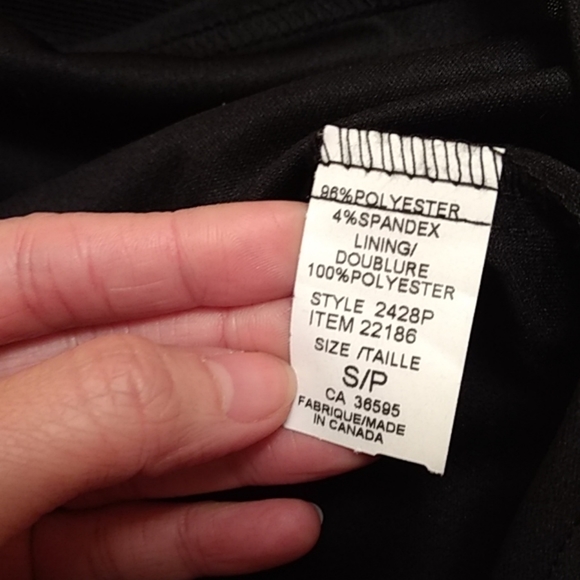 96%POLYESTER
4%SPANDEX
LINING/
DOUBLURE
100%POLYESTER
STYLE 2428P
ITEM 22186
SIZE /TAILLE
S/P
CA 36595
FABRIQUE/MADE
IN CANADA